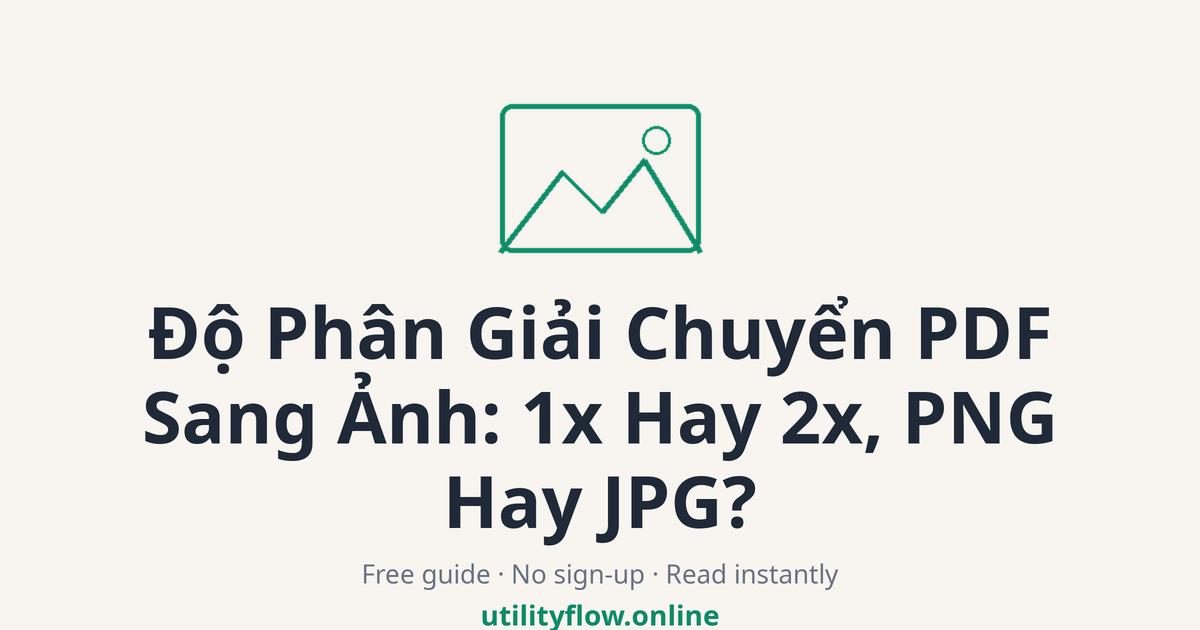 Độ Phân Giải Chuyển PDF
Sang Ảnh: 1x Hay 2x, PNG
Hay JPG?
Free guide · No sign-up · Read instantly
utilityflow.online